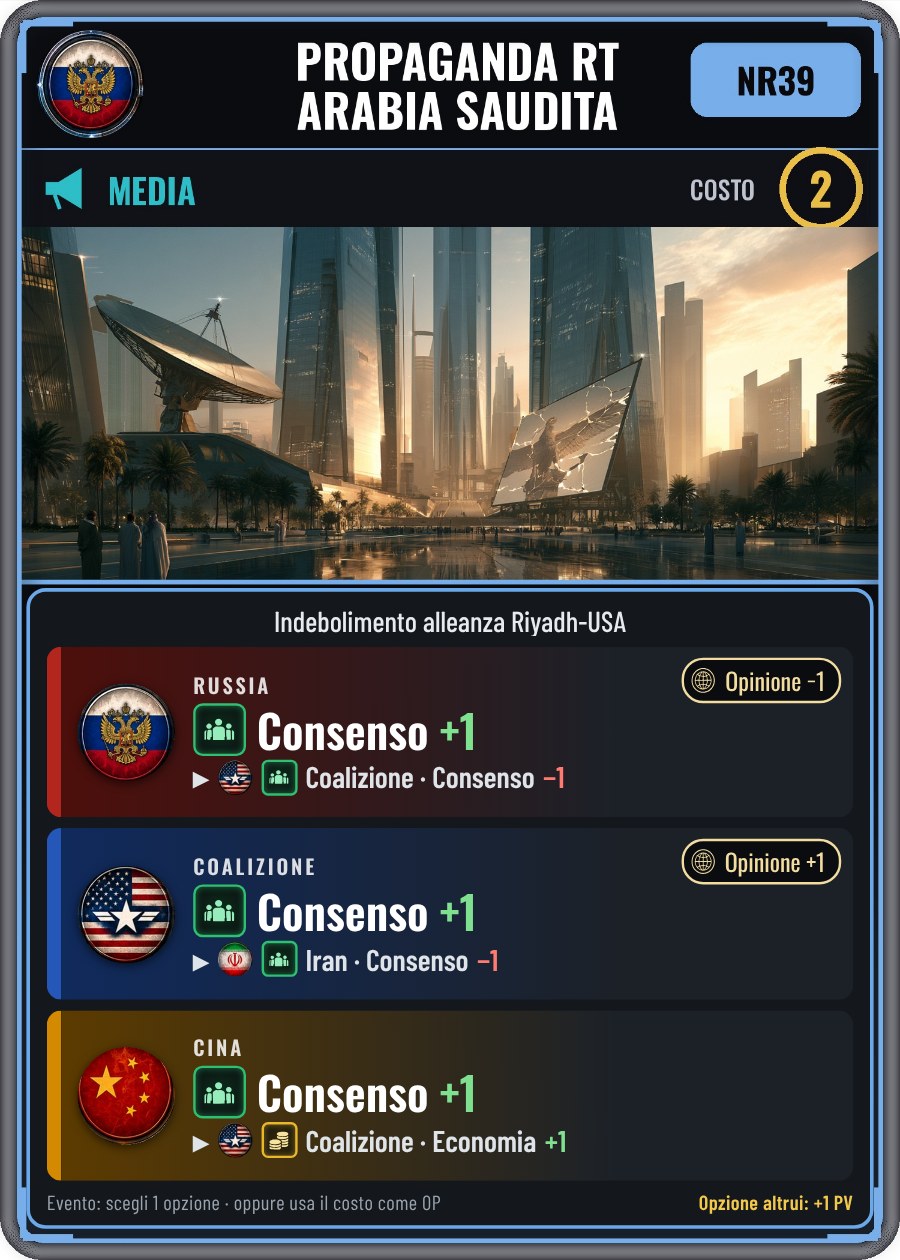 PROPAGANDA RT
ARABIA SAUDITA
NR39
MEDIA
COSTO
2
Indebolimento alleanza Riyadh-USA
RUSSIA
Opinione −1
Consenso +1
▶ Coalizione · Consenso −1
COALIZIONE
Opinione +1
Consenso +1
▶ Iran · Consenso −1
CINA
Consenso +1
▶ Coalizione · Economia +1
Evento: scegli 1 opzione · oppure usa il costo come OP
Opzione altrui: +1 PV